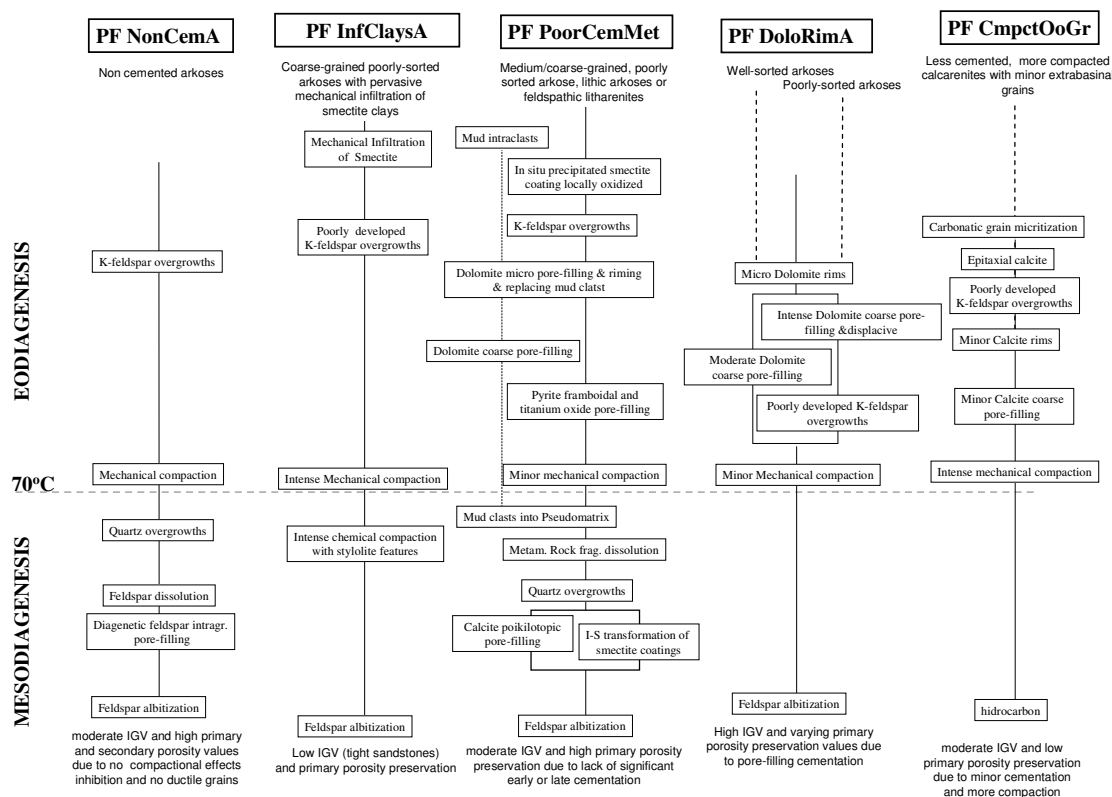 PF NonCemA
Non cemented arkoses
K-feldspar overgrowths
Mechanical compaction
Quartz overgrowths
Feldspar dissolution
Diagenetic feldspar intragr.
pore-filling
Feldspar albitization
moderate IGV and high primary
and secondary porosity values
due to no compactional effects
inhibition and no ductile grains
PF InfClaysA
Coarse-grained poorly-sorted
arkoses with pervasive
mechanical infiltration of
smectite clays
Mechanical Infiltration
of Smectite
Poorly developed
K-feldspar overgrowths
Intense Mechanical compaction
Intense chemical compaction
with stylolite features
Feldspar albitization
Low IGV (tight sandstones)
and primary porosity preservation
PF PoorCemMet
Medium/coarse-grained, poorly
sorted arkose, lithic arkoses or
feldspathic litharenites
Mud intraclasts
In situ precipitated smectite
coating locally oxidized
K-feldspar overgrowths
Dolomite micro pore-filling & riming
& replacing mud clatst
Dolomite coarse pore-filling
Pyrite framboidal and
titanium oxide pore-filling
Minor mechanical compaction
Mud clasts into Pseudomatrix
Metam. Rock frag. dissolution
Quartz overgrowths
Calcite poikilotopic
pore-filling
I-S transformation of
smectite coatings
Feldspar albitization
moderate IGV and high primary porosity
preservation due to lack of significant
early or late cementation
PF DoloRimA
Well-sorted arkoses
Poorly-sorted arkoses
Micro Dolomite rims
Intense Dolomite coarse pore-
filling &displacive
Moderate Dolomite
coarse pore-filling
Poorly developed K-feldspar
overgrowths
Minor Mechanical compaction
Feldspar albitization
High IGV and varying primary
porosity preservation values due
to pore-filling cementation
PF CmpctOoGr
Less cemented, more compacted
calcarenites with minor extrabasina
grains
Carbonatic grain micritization
Epitaxial calcite
Poorly developed
K-feldspar overgrowths
Minor Calcite rims
Minor Calcite coarse
pore-filling
Intense mechanical compaction
hidrocarbon
moderate IGV and low
primary porosity preservation
due to minor cementation
and more compaction
EODIAGENESIS
70°C
MESODIAGENESIS